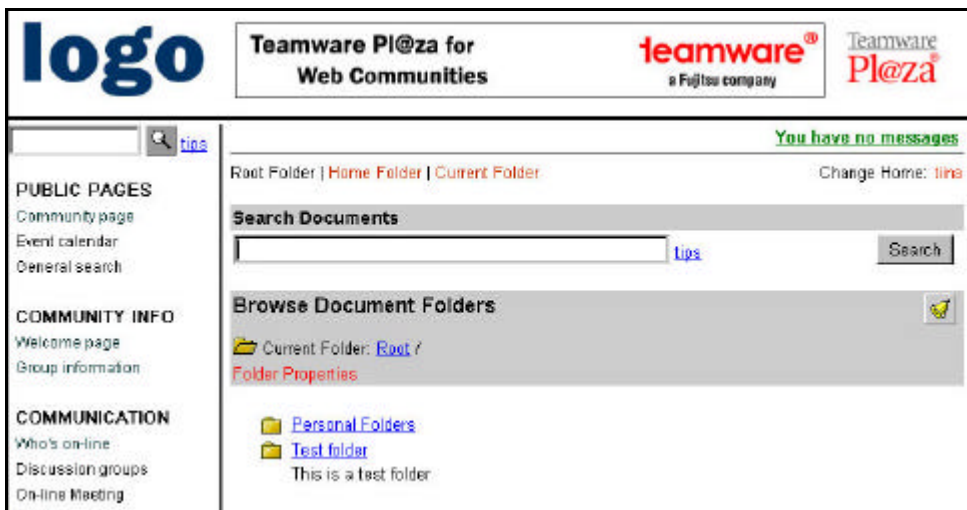 logo
Teamware Pl@za for
Web Communities
teamware®
a Fujitsu company
Teamware
Pl@za®
tips
You have no messages
Root Folder | Home Folder | Current Folder
Change Home: tiina
PUBLIC PAGES
Community page
Event calendar
General search
COMMUNITY INFO
Welcome page
Group information
COMMUNICATION
Who's on-line
Discussion groups
On-line Meeting
Search Documents
tips
Search
Browse Document Folders
Current Folder: Root /
Folder Properties
Personal Folders
Test folder
This is a test folder